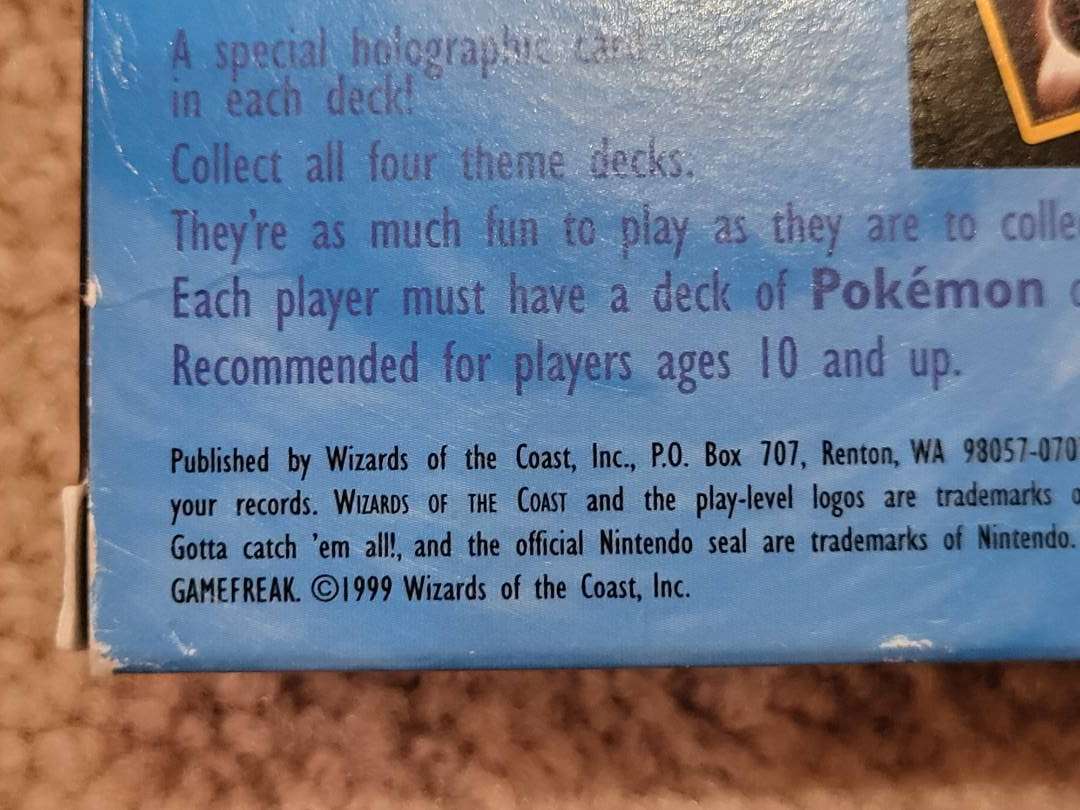 A special holographic card
in each deck!
Collect all four theme decks.
They're as much fun to play as they are to colle
Each player must have a deck of Pokémon
Recommended for players ages 10 and up.
Published by Wizards of the Coast, Inc., P.O. Box 707, Renton, WA 98057-070
your records. WIZARDS OF THE COAST and the play-level logos are trademarks
Gotta catch 'em all!, and the official Nintendo seal are trademarks of Nintendo.
GAMEFREAK. ©1999 Wizards of the Coast, Inc.